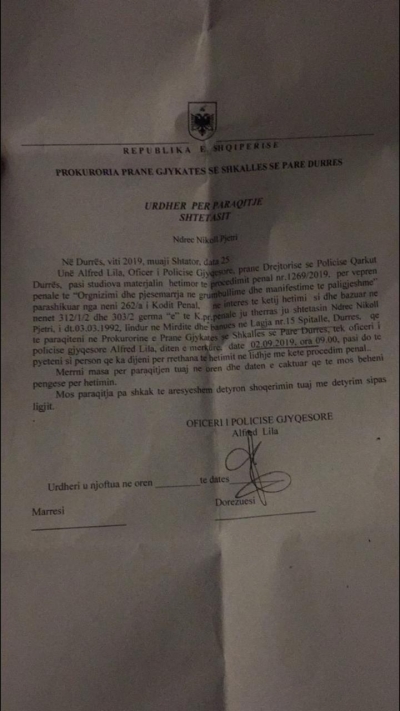 REPUBLIKA E SHQIPERISE
PROKURORIA PRANE GJYKATES SE SHKALLES SE PARE DURRES
URDHER PER PARAQITJE
SHTETASIT
Ndrec Nikoll Pjetri
Në Durrës, viti 2019, muaji Shtator, data 25
Unë Alfred Lila, Oficer i Policise Gjyqesore, prane Drejtorise se Policise Qarkut
Durrës, pasi studiova materjalin hetimor te procedimit penal nr.1269/2019, per vepren
penale te "Orgnizimi dhe pjesemarrja ne grumbullime dhe manifestime te paligjeshme"
parashikuar nga neni 262/a i Kodit Penal, ne interes te ketij hetimi si dhe bazuar ne
nenet 312/1/2 dhe 303/2 germa "e" te K.pr.penale ju therras ju shtetasin Ndrec Nikoll
Pjetri, i dt.03.03.1992, lindur ne Mirdite dhe banues ne Lagja nr.15 Spitalle, Durres, qe
te paraqiteni ne Prokurorine e Prane Gjykates se Shkalles se Pare Durres, tek oficeri i
policise gjyqesore Alfred Lila, diten e merkure, date 02.09.2019, ora 09.00, pasi do te
pyeteni si person qe ka dijeni per rrethana te hetimit ne lidhje me kete procedim penal..
Merrni masa per paraqitjen tuaj ne oren dhe daten e caktuar qe te mos beheni
pengese per hetimin.
Mos paraqitja pa shkak te aresyeshem detyron shoqerimin tuaj me detyrim sipas
ligjit.
OFICERI I POLICISE GJYQESORE
Alfred Lila
Urdheri u njoftua ne oren __________ te dates
Marresi
Dorezuesi